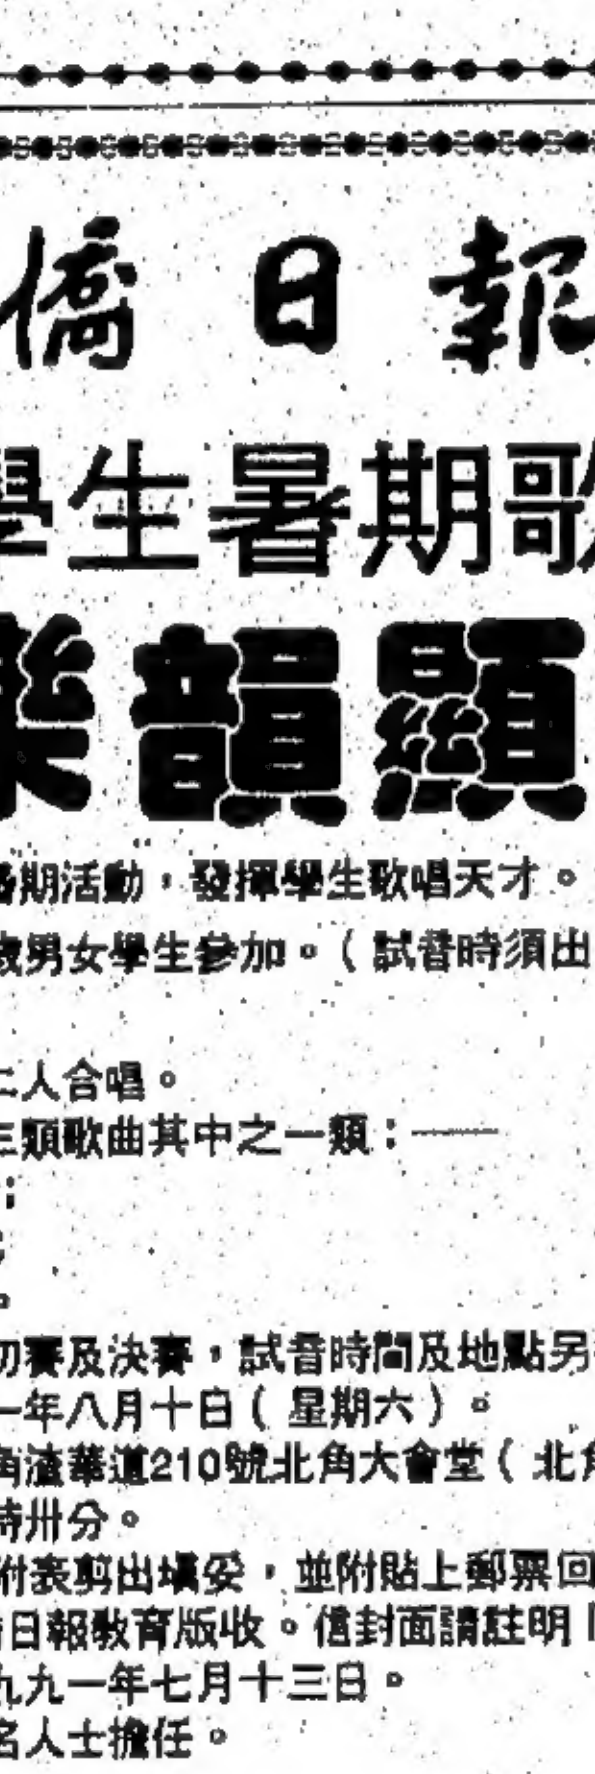 僑日報
學生暑期歌
樂韻顯
暑期活動，發揮學生歌唱天才。
歲男女學生參加。（試音時須出
二人合唱。
三類歌曲其中之一類：——
：
。
初賽及決賽，試音時間及地點另
一年八月十日（星期六）。
角渣華道210號北角大會堂（北角
時卅分。
附表剪出塡妥，並附貼上郵票回
日報教育版收。信封面請註明「
九九一年七月十三日。
名人士擔任。